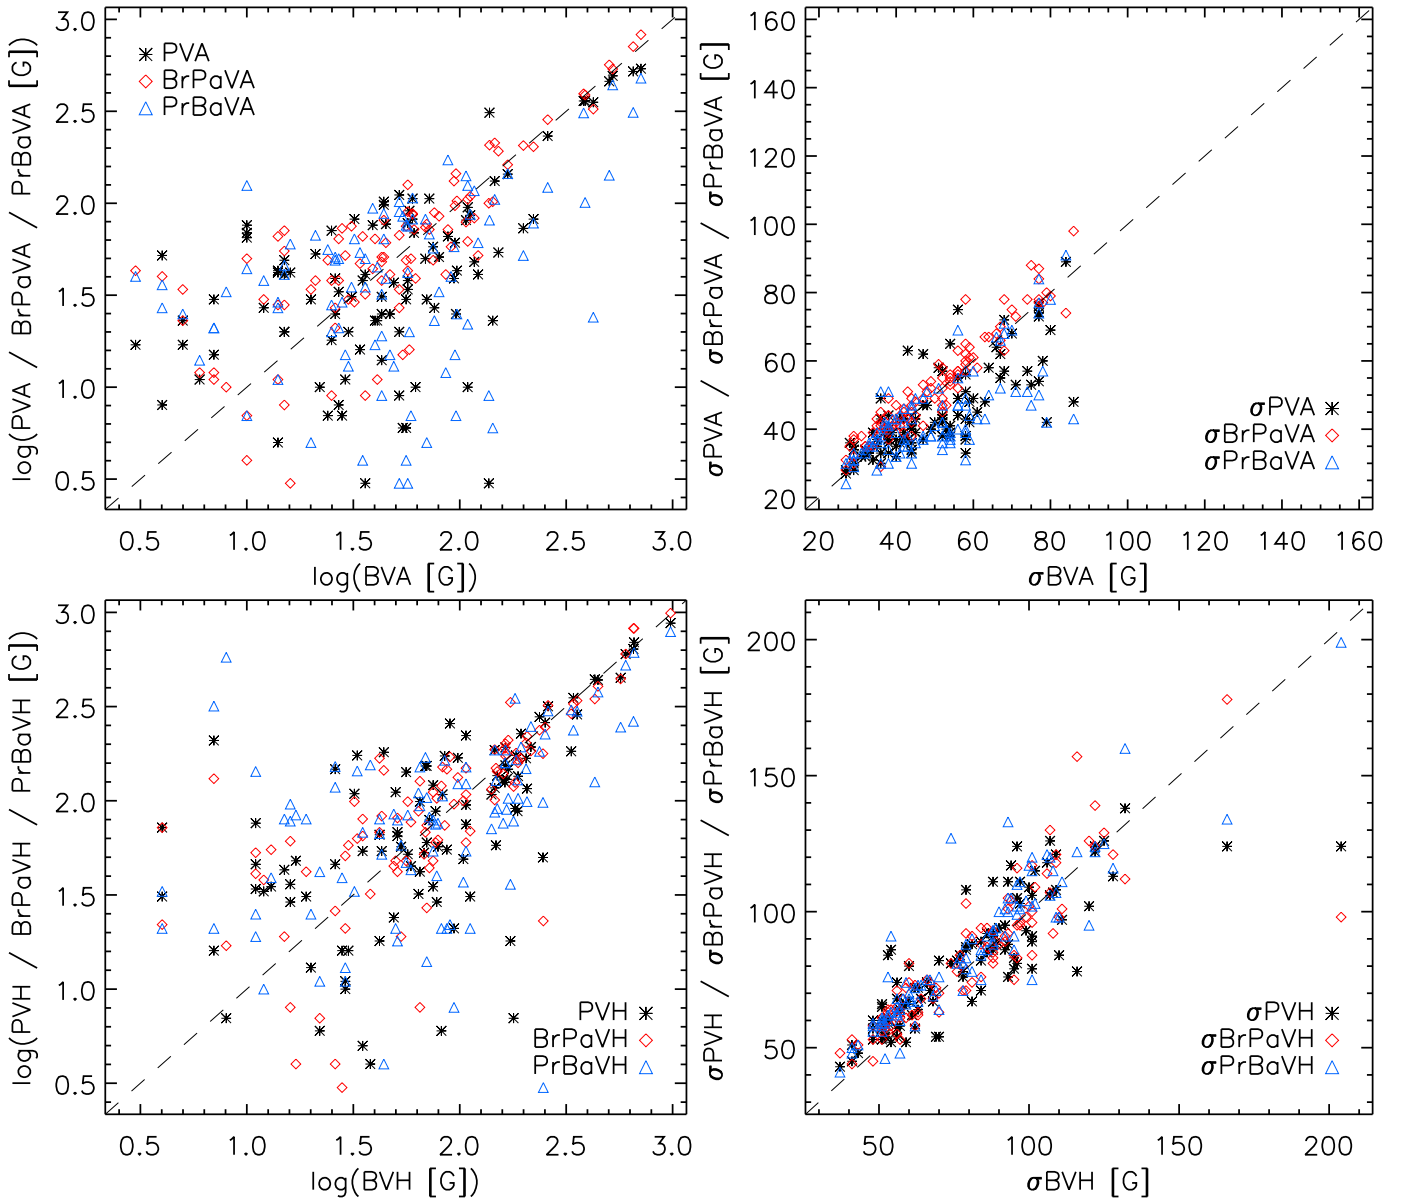 log(PVA / BrPaVA / PrBaVA [G])
3.0
2.5
2.0
1.5
1.0
0.5
PVA
BrPaVA
PrBaVA
0.5 1.0 1.5 2.0 2.5 3.0
log(BVA [G])
σPVA / σBrPaVA / σPrBaVA [G]
160
140
120
100
80
60
40
20
σPVA
σBrPaVA
σPrBaVA
20 40 60 80 100 120 140 160
σBVA [G]
log(PVH / BrPaVH / PrBaVH [G])
3.0
2.5
2.0
1.5
1.0
0.5
PVH
BrPaVH
PrBaVH
0.5 1.0 1.5 2.0 2.5 3.0
log(BVH [G])
σPVH / σBrPaVH / σPrBaVH [G]
200
150
100
50
σPVH
σBrPaVH
σPrBaVH
50 100 150 200
σBVH [G]